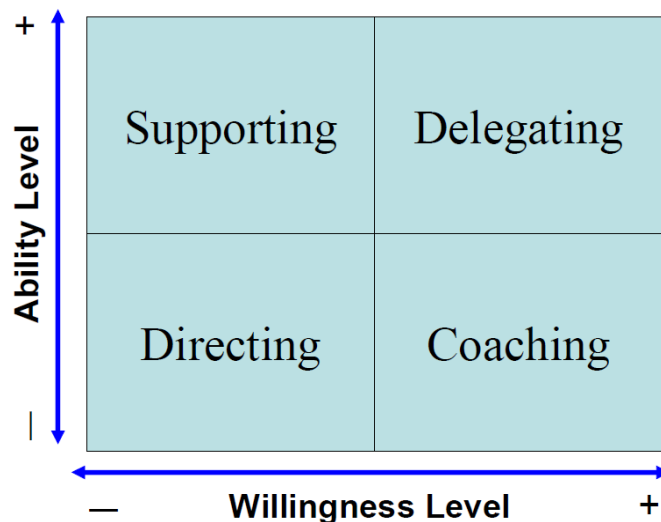 +
Supporting
Delegating
Ability Level
Directing
Coaching
—
— Willingness Level +